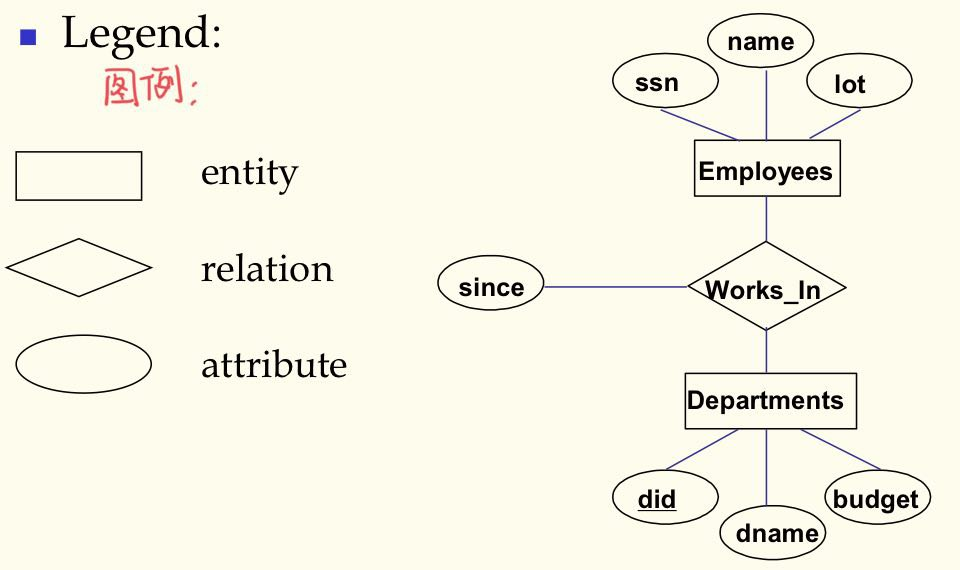 Legend:
图例:
entity
relation
attribute
name
ssn
lot
Employees
since
Works_In
Departments
did
budget
dname